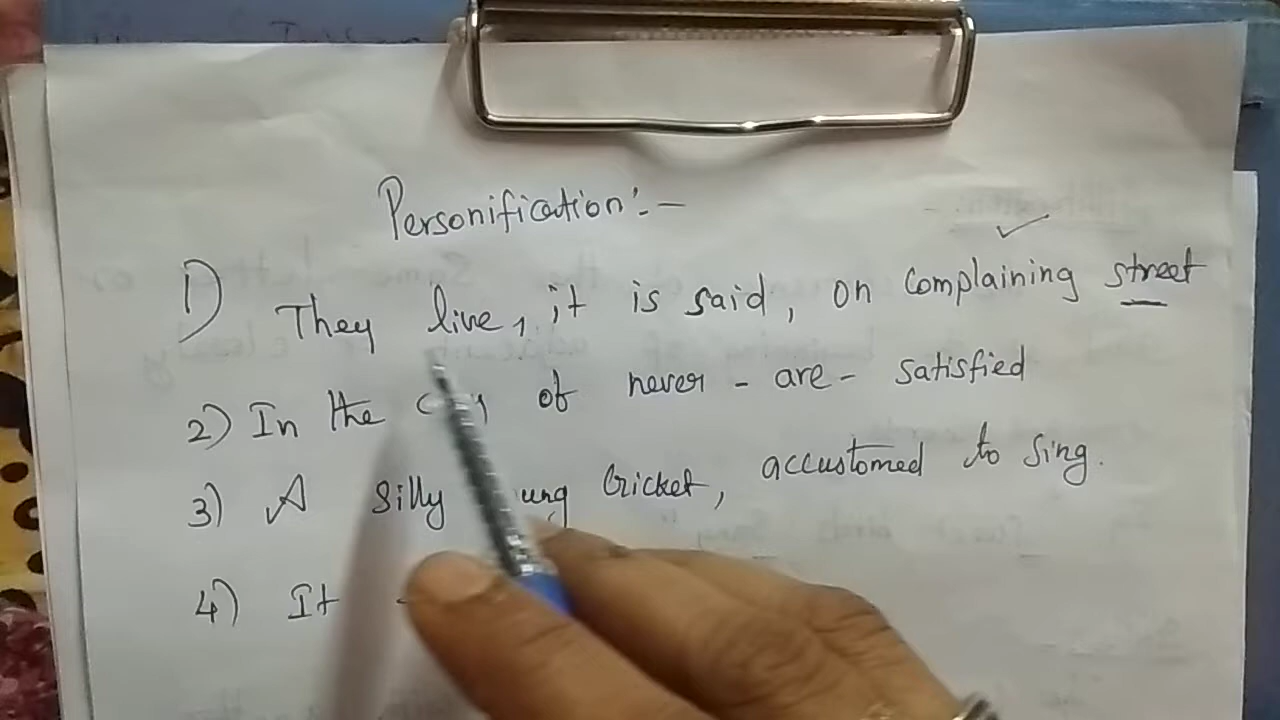 Personification:-
1) They live, it is said, on complaining street
2) In the of never - are - satisfied
3) A silly cricket, accustomed to sing.
4) It